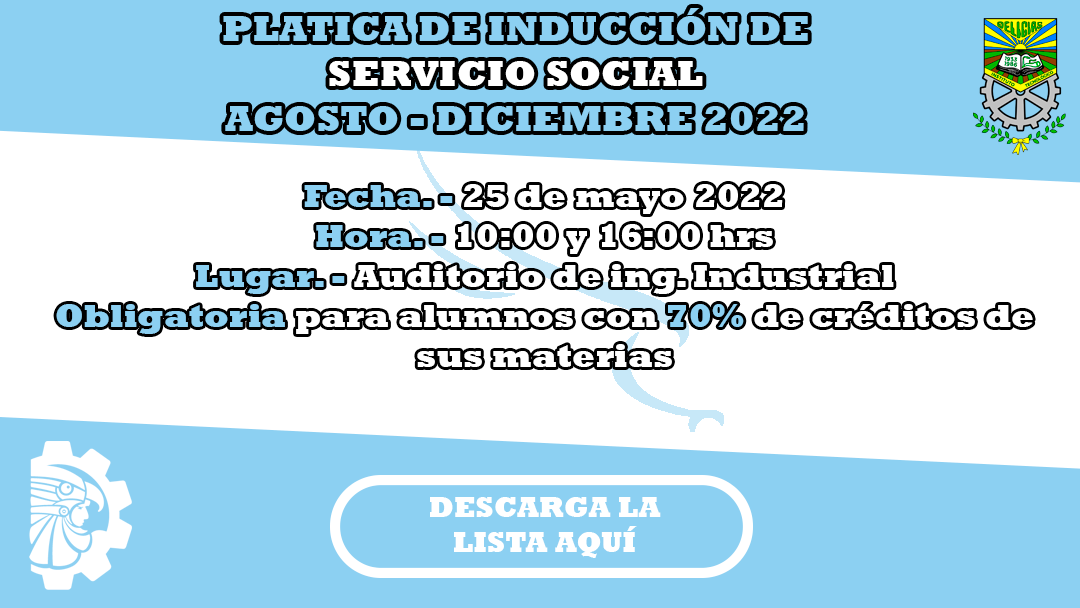 PLATICA DE INDUCCIÓN DE
SERVICIO SOCIAL
AGOSTO - DICIEMBRE 2022
DELICIAS
Fecha. - 25 de mayo 2022
Hora. - 10:00 y 16:00 hrs
Lugar. - Auditorio de ing. Industrial
Obligatoria para alumnos con 70% de créditos de
sus materias
DESCARGA LA
LISTA AQUÍ